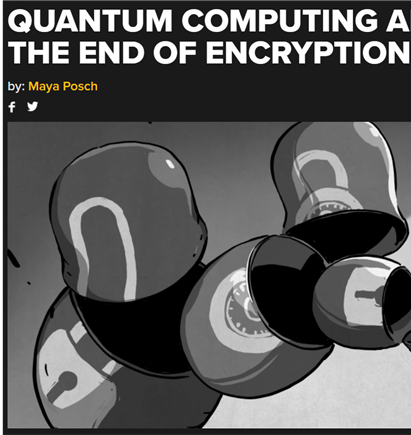 QUANTUM COMPUTING A
THE END OF ENCRYPTION
by: Maya Posch